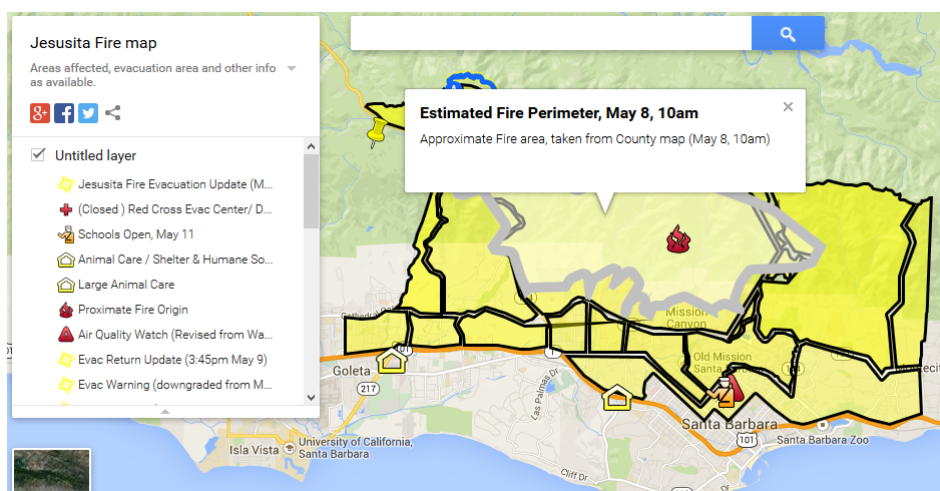 Jesusita Fire map
Areas affected, evacuation area and other info
as available.
8+
Untitled layer
Jesusita Fire Evacuation Update (M...
(Closed ) Red Cross Evac Center/ D...
Schools Open, May 11
Animal Care / Shelter & Humane So...
Large Animal Care
Proximate Fire Origin
Air Quality Watch (Revised from Wa...
Evac Return Update (3:45pm May 9)
Evac Warning (downgraded from M...
Estimated Fire Perimeter, May 8, 10am
Approximate Fire area, taken from County map (May 8, 10am)
Mission
Canyon
Old Mission
Santa
Goleta
217
1
101
Las Palmas Dr
Isla Vista
University of California,
Santa Barbara
Santa Barbara
101
Santa Barbara Zoo
Cliff Dr